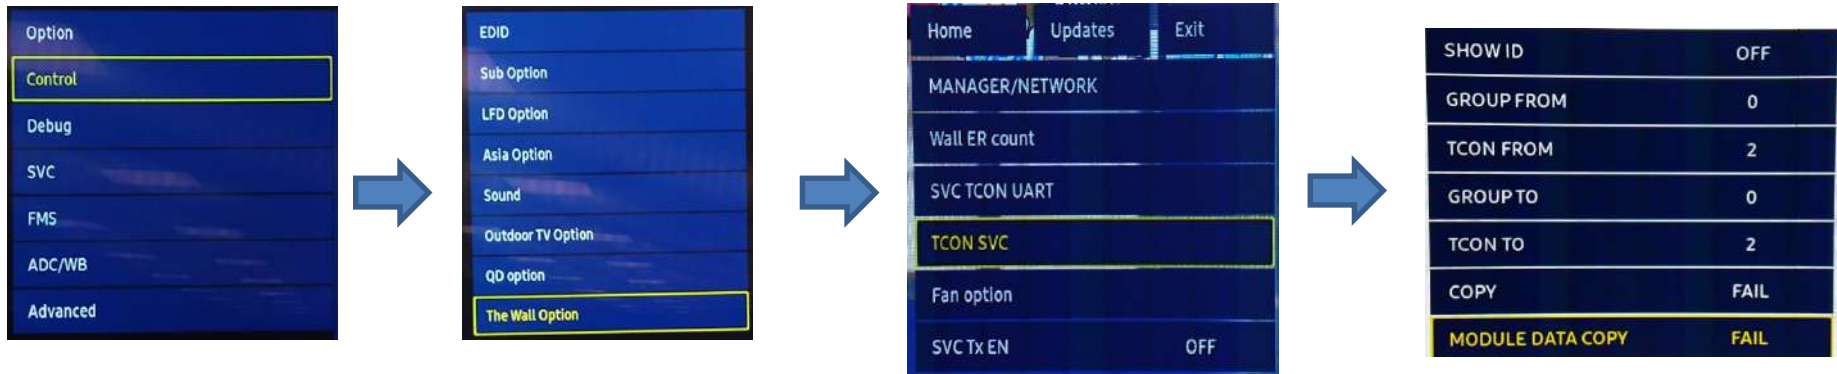 Option
Control
Debug
SVC
FMS
ADC/WB
Advanced
EDID
Sub Option
LFD Option
Asia Option
Sound
Outdoor TV Option
QD option
The Wall Option
Home Updates Exit
MANAGER/NETWORK
Wall ER count
SVC TCON UART
TCON SVC
Fan option
SVC Tx EN OFF
SHOW ID OFF
GROUP FROM 0
TCON FROM 2
GROUP TO 0
TCON TO 2
COPY FAIL
MODULE DATA COPY FAIL